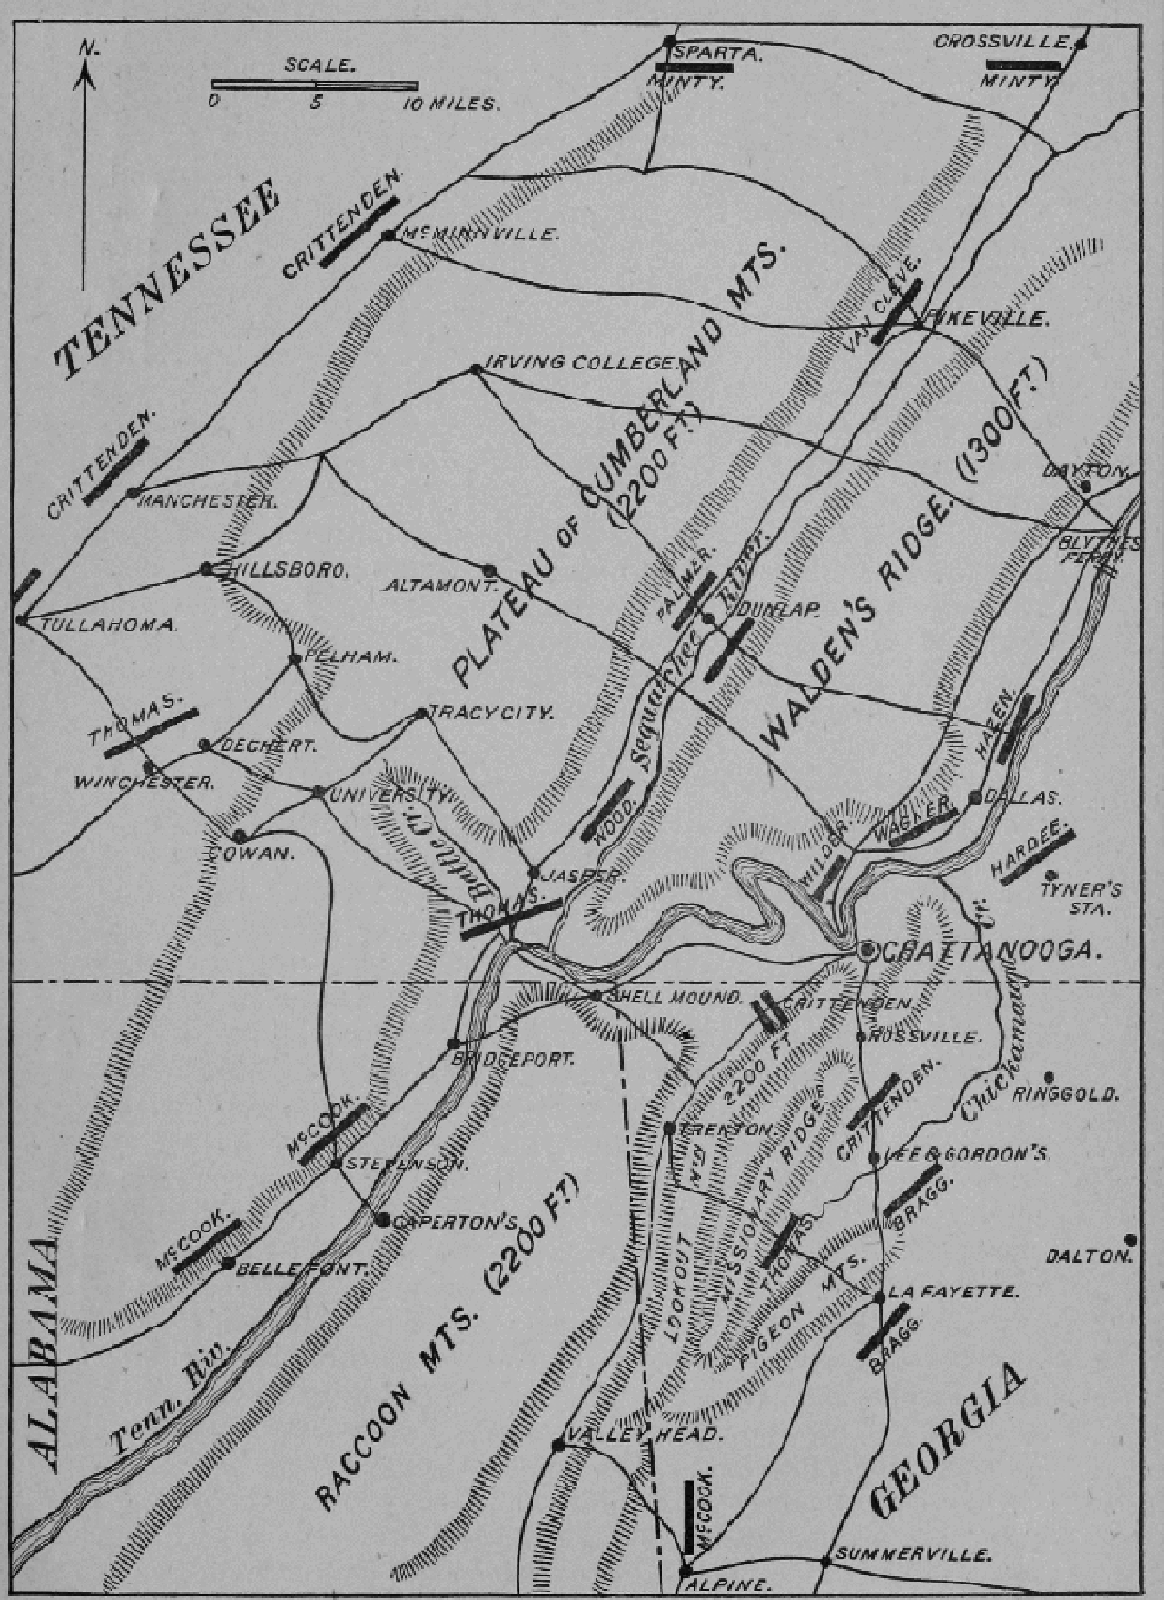 N.
SCALE.
0 5 10 MILES.
SPARTA.
MINTY.
CROSSVILLE.
MINTY.
TENNESSEE
CRITTENDEN.
McMINNVILLE.
VAN CLEVE.
PIKEVILLE.
IRVING COLLEGE.
PLATEAU OF CUMBERLAND MTS.
(2200 FT.)
WALDEN'S RIDGE. (1300 FT.)
CRITTENDEN.
MANCHESTER.
DAYTON.
BLYTHES
FERRY.
HILLSBORO.
ALTAMONT.
PALMER.
Sequatchee River.
DUNLAP.
TULLAHOMA.
PELHAM.
THOMAS.
TRACY CITY.
DECHERT.
HAZEN.
WINCHESTER.
UNIVERSITY.
WOOD.
DALLAS.
WAGNER.
WILDER.
HARDEE.
COWAN.
Battle Cr.
JASPER.
TYNER'S
STA.
THOMAS.
CHATTANOOGA.
Chickamauga Cr.
SHELL MOUND.
CRITTENDEN.
ROSSVILLE.
BRIDGEPORT.
2200 FT.
RINGGOLD.
CRITTENDEN.
McCOOK.
STEVENSON.
TRENTON.
LEE & GORDON'S.
BRAGG.
LOOKOUT
MISSIONARY RIDGE
THOMAS.
PIGEON MTS.
CAPERTON'S.
McCOOK.
BELLEFONT.
DALTON.
LA FAYETTE.
BRAGG.
RACCOON MTS. (2200 FT.)
ALABAMA
Tenn. Riv.
GEORGIA
VALLEY HEAD.
McCOOK.
SUMMERVILLE.
ALPINE.